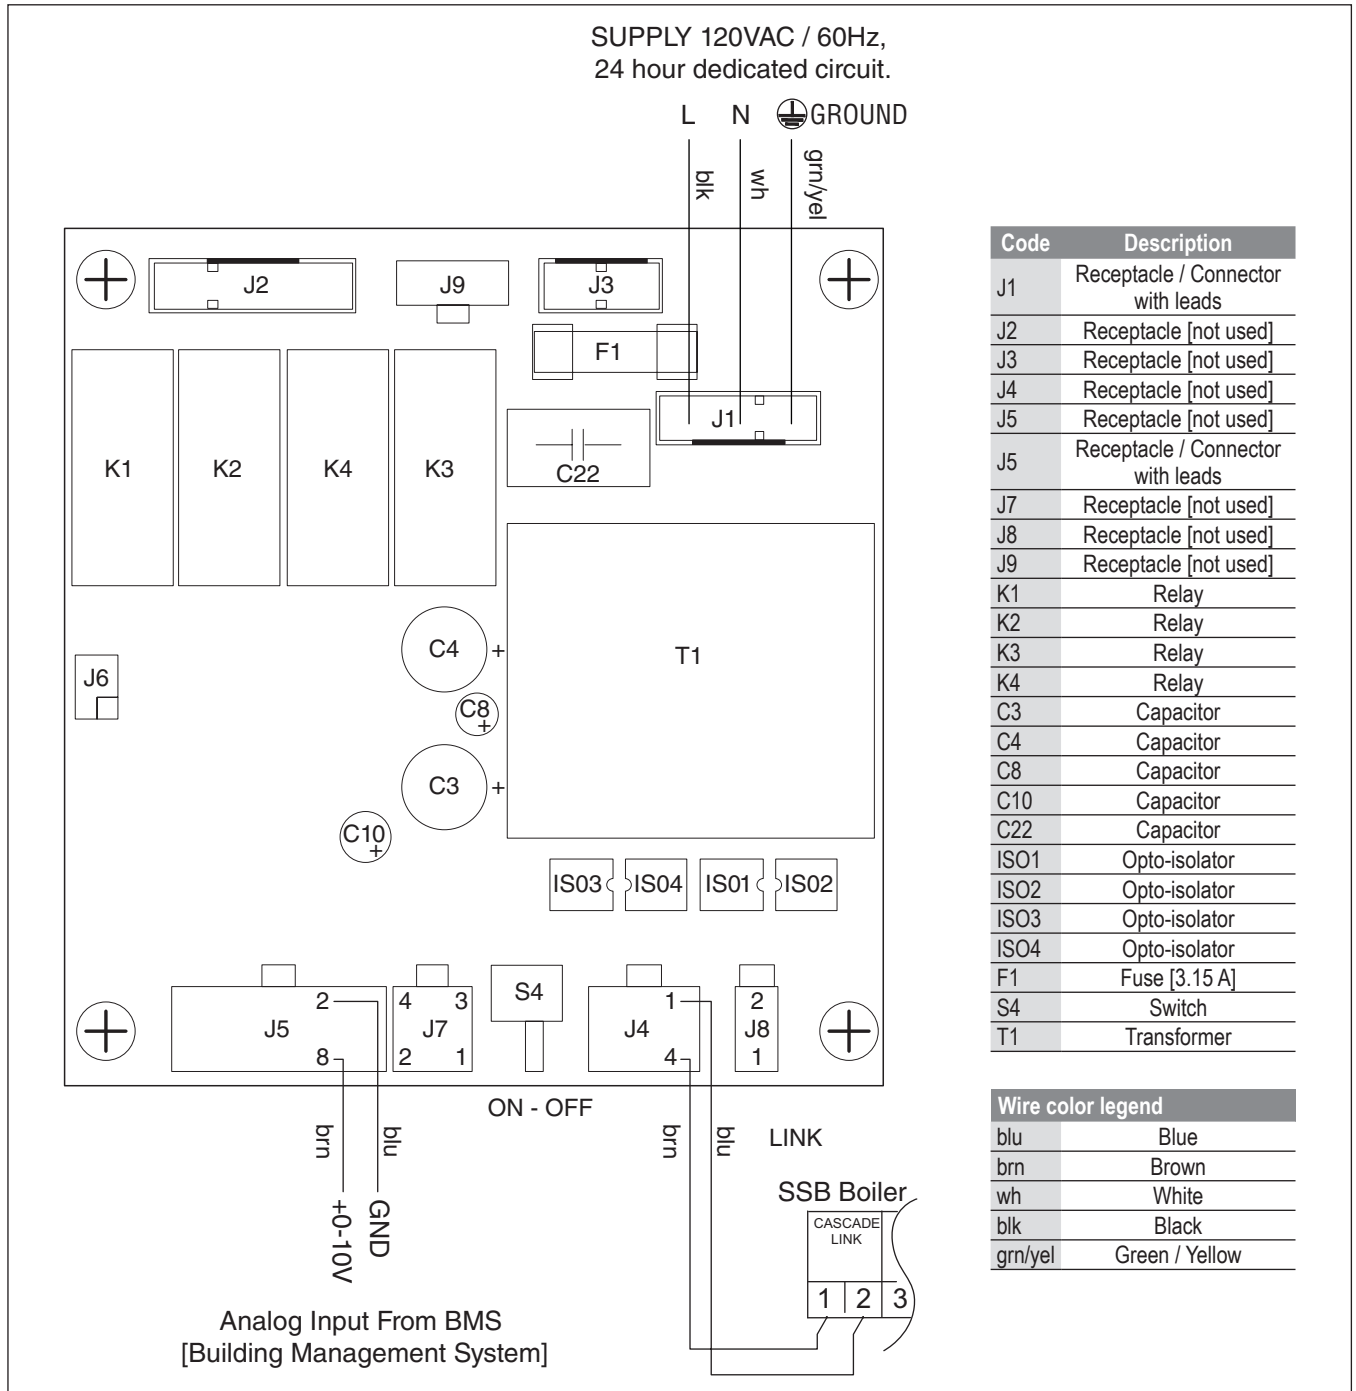 SUPPLY 120VAC / 60Hz,
24 hour dedicated circuit.
L N GROUND
blk wh grn/yel
J2 J9 J3
F1
J1
K1 K2 K4 K3
C22
C4 +
T1
J6
C8
+
C3 +
C10
+
IS03 IS04 IS01 IS02
2 4 3 S4 1 2
J5 J7 J4 J8
8 2 1 4 1
ON - OFF
brn blu brn blu LINK
+0-10V GND
SSB Boiler
CASCADE
LINK
1 2 3
Analog Input From BMS
[Building Management System]
Code Description
J1 Receptacle / Connector
with leads
J2 Receptacle [not used]
J3 Receptacle [not used]
J4 Receptacle [not used]
J5 Receptacle [not used]
J5 Receptacle / Connector
with leads
J7 Receptacle [not used]
J8 Receptacle [not used]
J9 Receptacle [not used]
K1 Relay
K2 Relay
K3 Relay
K4 Relay
C3 Capacitor
C4 Capacitor
C8 Capacitor
C10 Capacitor
C22 Capacitor
ISO1 Opto-isolator
ISO2 Opto-isolator
ISO3 Opto-isolator
ISO4 Opto-isolator
F1 Fuse [3.15 A]
S4 Switch
T1 Transformer
Wire color legend
blu Blue
brn Brown
wh White
blk Black
grn/yel Green / Yellow